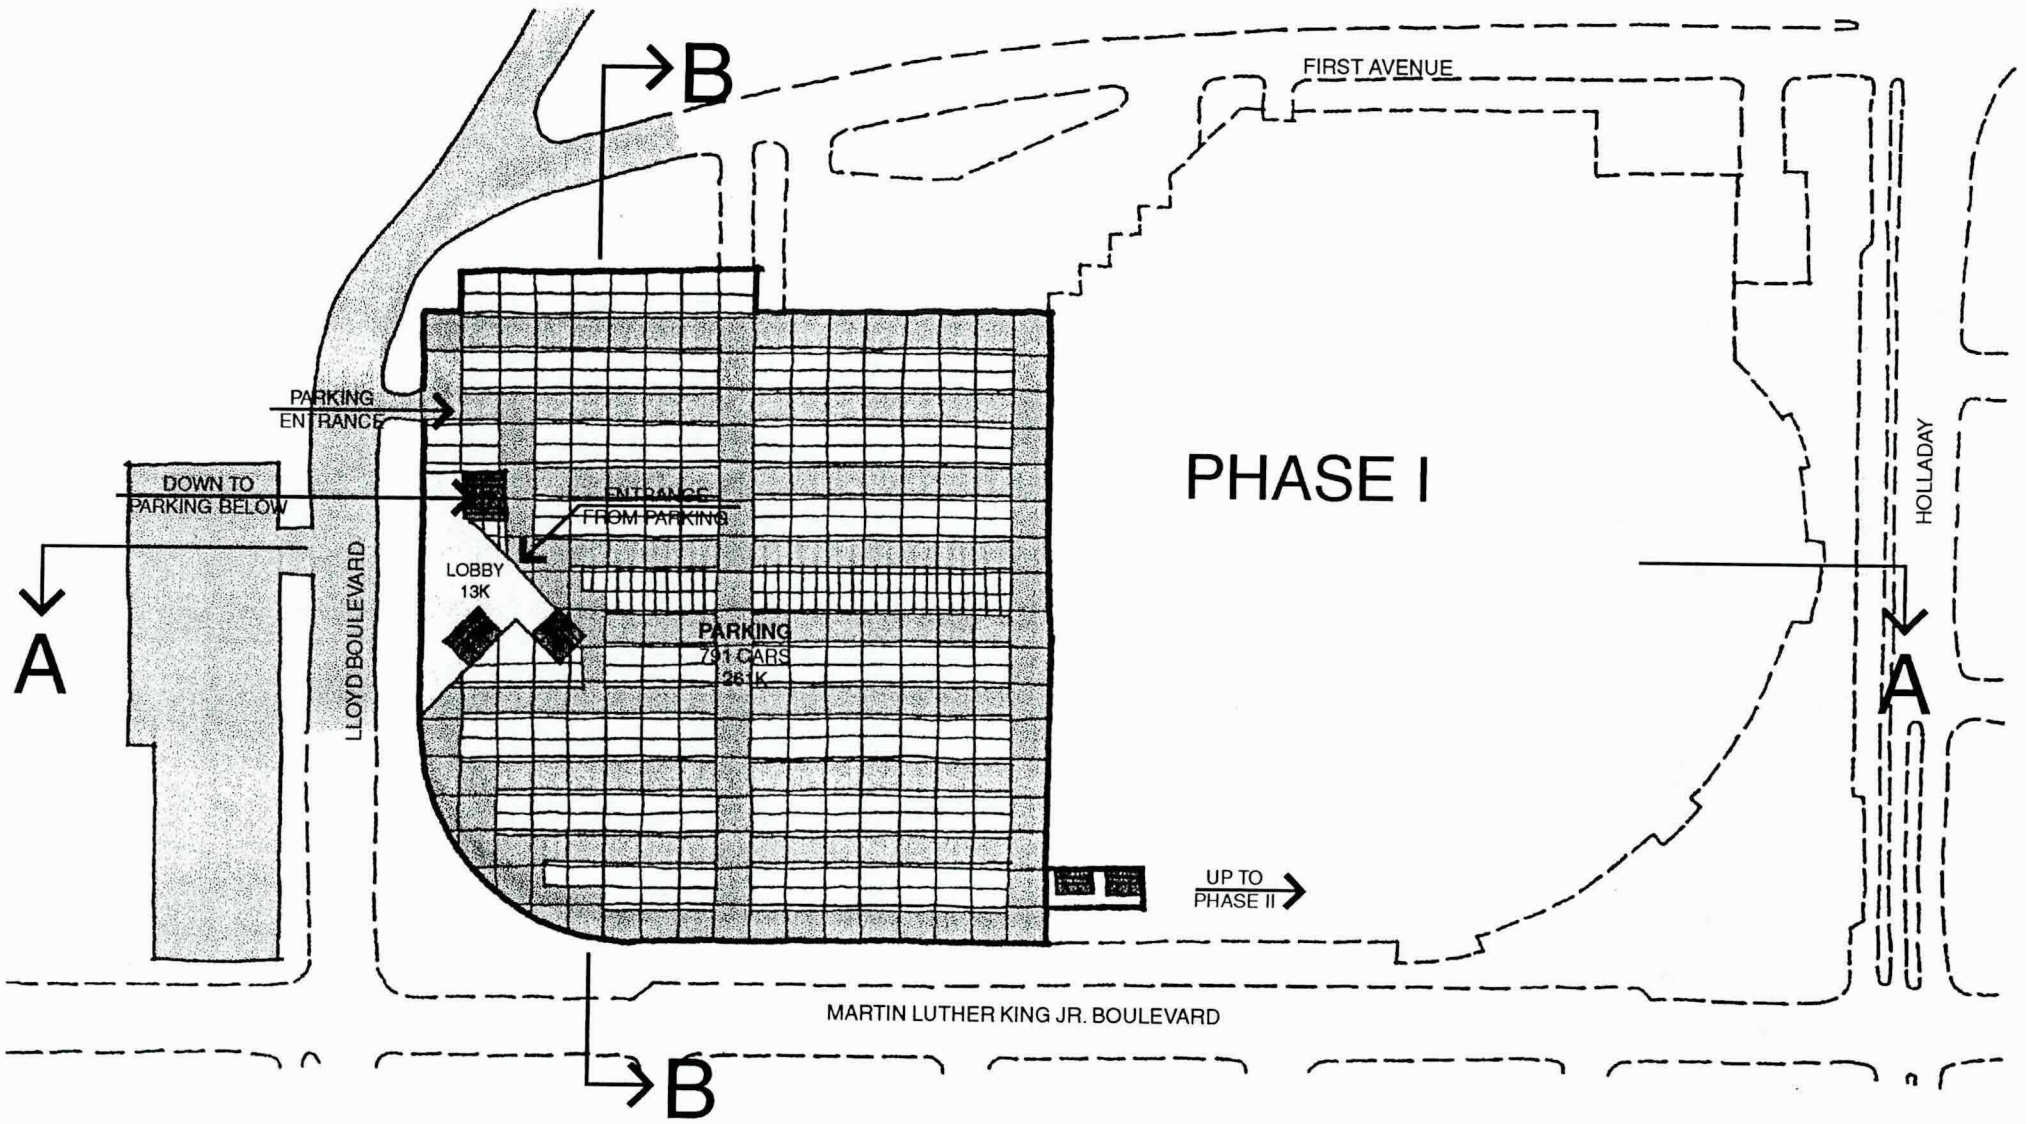 B
FIRST AVENUE
PARKING
ENTRANCE
DOWN TO
PARKING BELOW
ENTRANCE
FROM PARKING
PHASE I
HOLLADAY
LLOYD BOULEVARD
LOBBY
13K
A
PARKING
791 CARS
261K
A
UP TO
PHASE II
MARTIN LUTHER KING JR. BOULEVARD
B